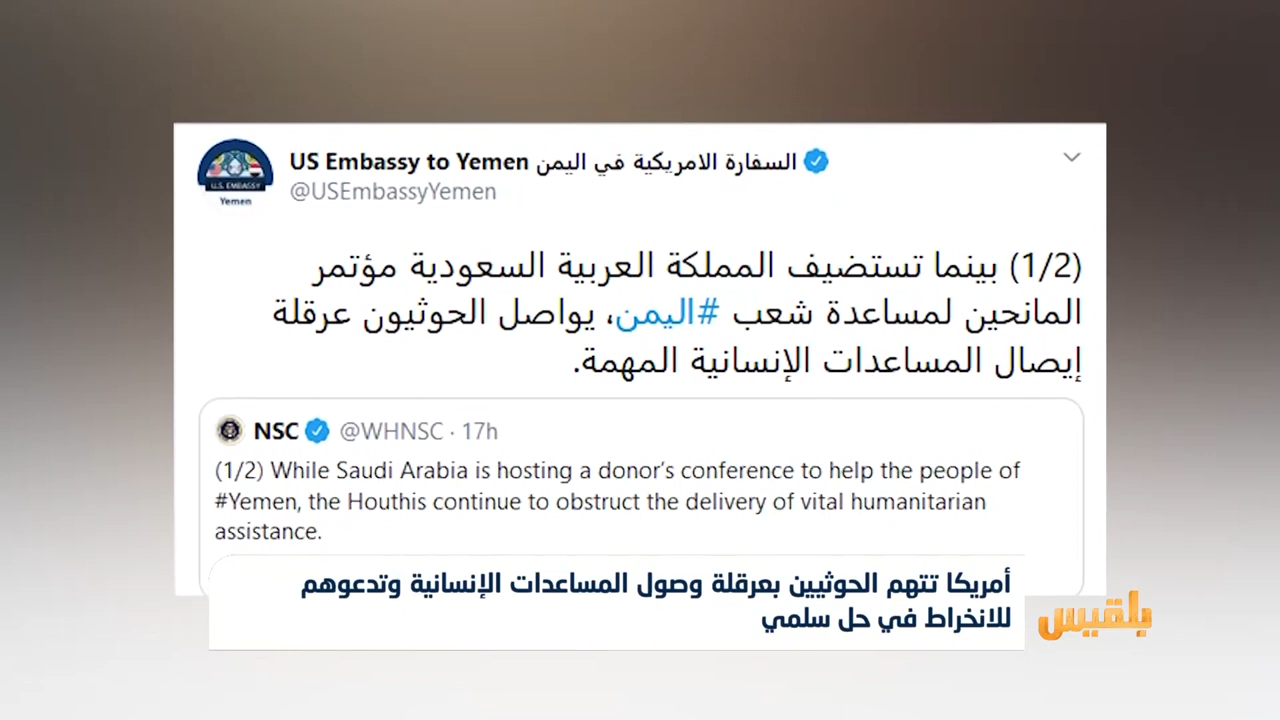 US Embassy to Yemen السفارة الامريكية في اليمن
@USEmbassyYemen
U.S. EMBASSY
Yemen
(1/2) بينما تستضيف المملكة العربية السعودية مؤتمر
المانحين لمساعدة شعب #اليمن، يواصل الحوثيون عرقلة
إيصال المساعدات الإنسانية المهمة.
NSC @WHNSC · 17h
(1/2) While Saudi Arabia is hosting a donor's conference to help the people of
#Yemen, the Houthis continue to obstruct the delivery of vital humanitarian
assistance.
أمريكا تتهم الحوثيين بعرقلة وصول المساعدات الإنسانية وتدعوهم
للانخراط في حل سلمي
بلقيس